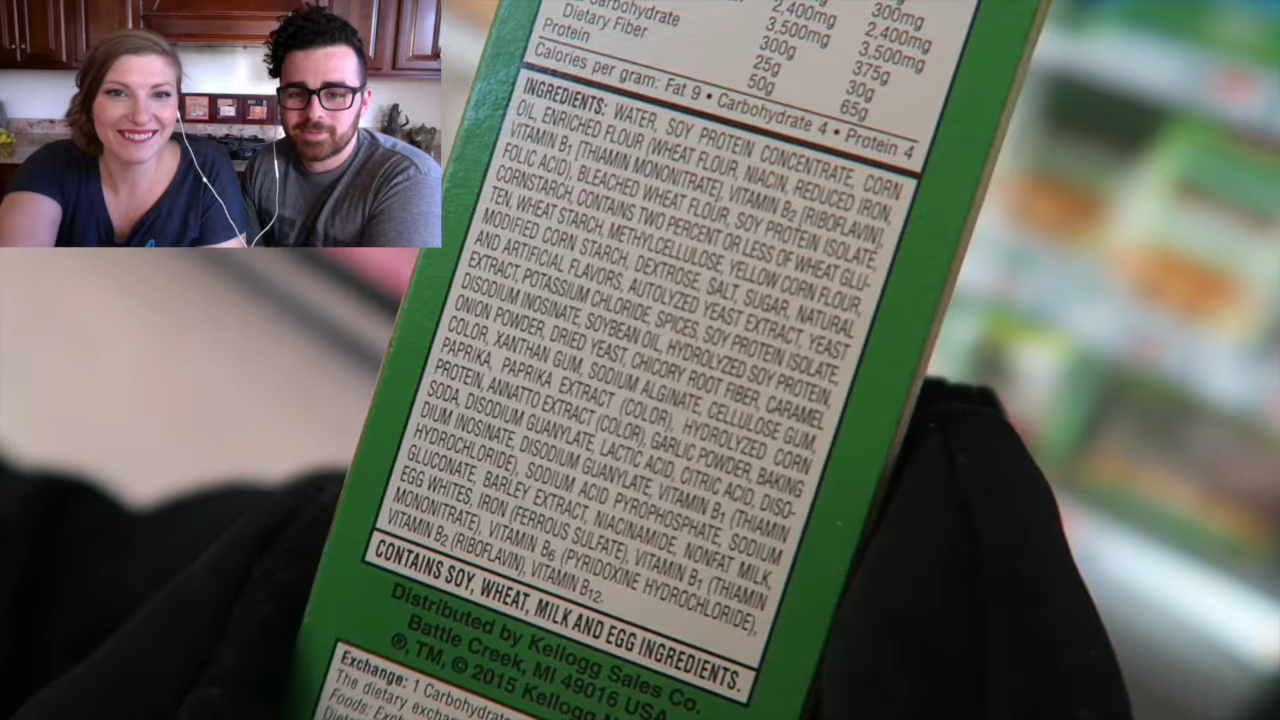 2,400mg 300mg
Carbohydrate 3,500mg 2,400mg
Dietary Fiber 300g 3,500mg
Protein 25g 375g
50g 30g
65g
Calories per gram: Fat 9 • Carbohydrate 4 • Protein 4
INGREDIENTS: WATER, SOY PROTEIN CONCENTRATE, CORN
OIL, ENRICHED FLOUR (WHEAT FLOUR, NIACIN, REDUCED IRON,
VITAMIN B1 [THIAMIN MONONITRATE], VITAMIN B2 [RIBOFLAVIN],
FOLIC ACID), BLEACHED WHEAT FLOUR, SOY PROTEIN ISOLATE,
CORNSTARCH, CONTAINS TWO PERCENT OR LESS OF WHEAT GLU-
TEN, WHEAT STARCH, METHYLCELLULOSE, YELLOW CORN FLOUR,
MODIFIED CORN STARCH, DEXTROSE, SALT, SUGAR, NATURAL
AND ARTIFICIAL FLAVORS, AUTOLYZED YEAST EXTRACT, YEAST
EXTRACT, POTASSIUM CHLORIDE, SPICES, SOY PROTEIN ISOLATE,
DISODIUM INOSINATE, SOYBEAN OIL, HYDROLYZED SOY PROTEIN,
ONION POWDER, DRIED YEAST, CHICORY ROOT FIBER, CARAMEL
COLOR, XANTHAN GUM, SODIUM ALGINATE, CELLULOSE GUM,
PAPRIKA, PAPRIKA EXTRACT (COLOR), HYDROLYZED CORN
PROTEIN, ANNATTO EXTRACT (COLOR), GARLIC POWDER, BAKING
SODA, DISODIUM GUANYLATE, LACTIC ACID, CITRIC ACID, DISO-
DIUM INOSINATE, DISODIUM GUANYLATE, VITAMIN B1 (THIAMIN
HYDROCHLORIDE), SODIUM ACID PYROPHOSPHATE, SODIUM
GLUCONATE, BARLEY EXTRACT, NIACINAMIDE, NONFAT MILK,
EGG WHITES, IRON (FERROUS SULFATE), VITAMIN B1 (THIAMIN
MONONITRATE), VITAMIN B6 (PYRIDOXINE HYDROCHLORIDE),
VITAMIN B2 (RIBOFLAVIN), VITAMIN B12.
CONTAINS SOY, WHEAT, MILK AND EGG INGREDIENTS.
Distributed by Kellogg Sales Co.
Battle Creek, MI 49016 USA
®, TM, © 2015 Kellogg
Exchange: 1 Carbohydrate
The dietary
Foods: